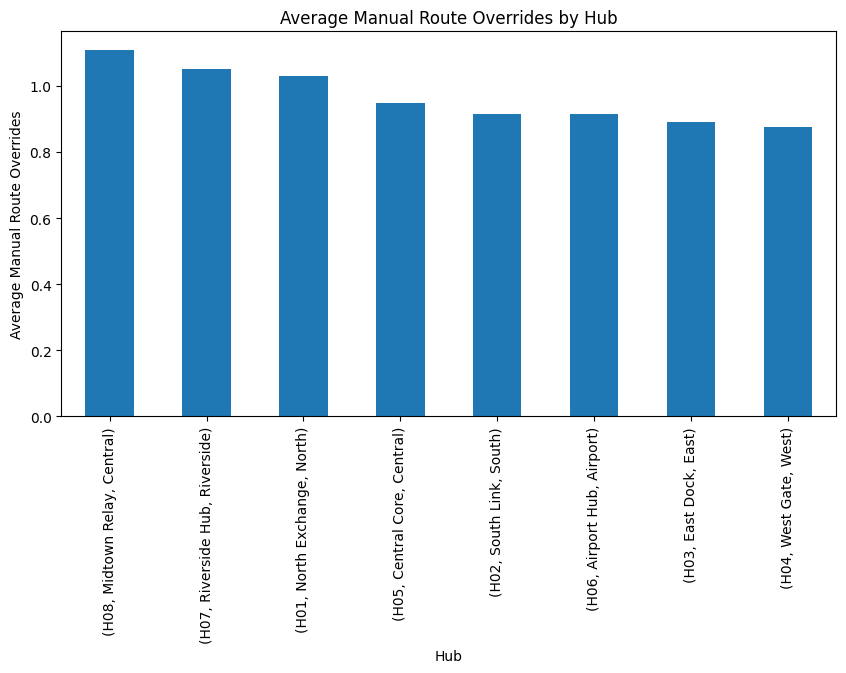 Average Manual Route Overrides by Hub
Average Manual Route Overrides
1.0
0.8
0.6
0.4
0.2
0.0
(H08, Midtown Relay, Central)
(H07, Riverside Hub, Riverside)
(H01, North Exchange, North)
(H05, Central Core, Central)
(H02, South Link, South)
(H06, Airport Hub, Airport)
(H03, East Dock, East)
(H04, West Gate, West)
Hub